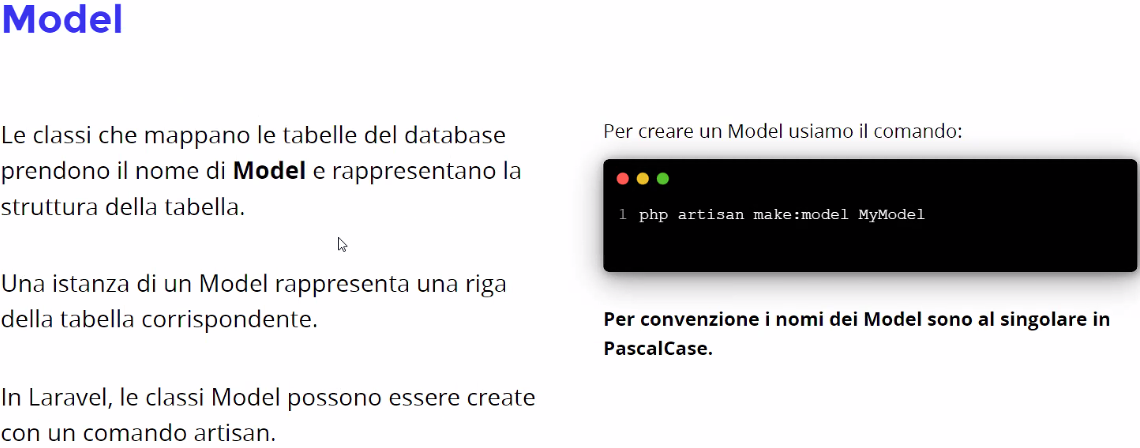 Model
Le classi che mappano le tabelle del database
prendono il nome di Model e rappresentano la
struttura della tabella.
Una istanza di un Model rappresenta una riga
della tabella corrispondente.
In Laravel, le classi Model possono essere create
con un comando artisan.
Per creare un Model usiamo il comando:
1 php artisan make:model MyModel
Per convenzione i nomi dei Model sono al singolare in
PascalCase.